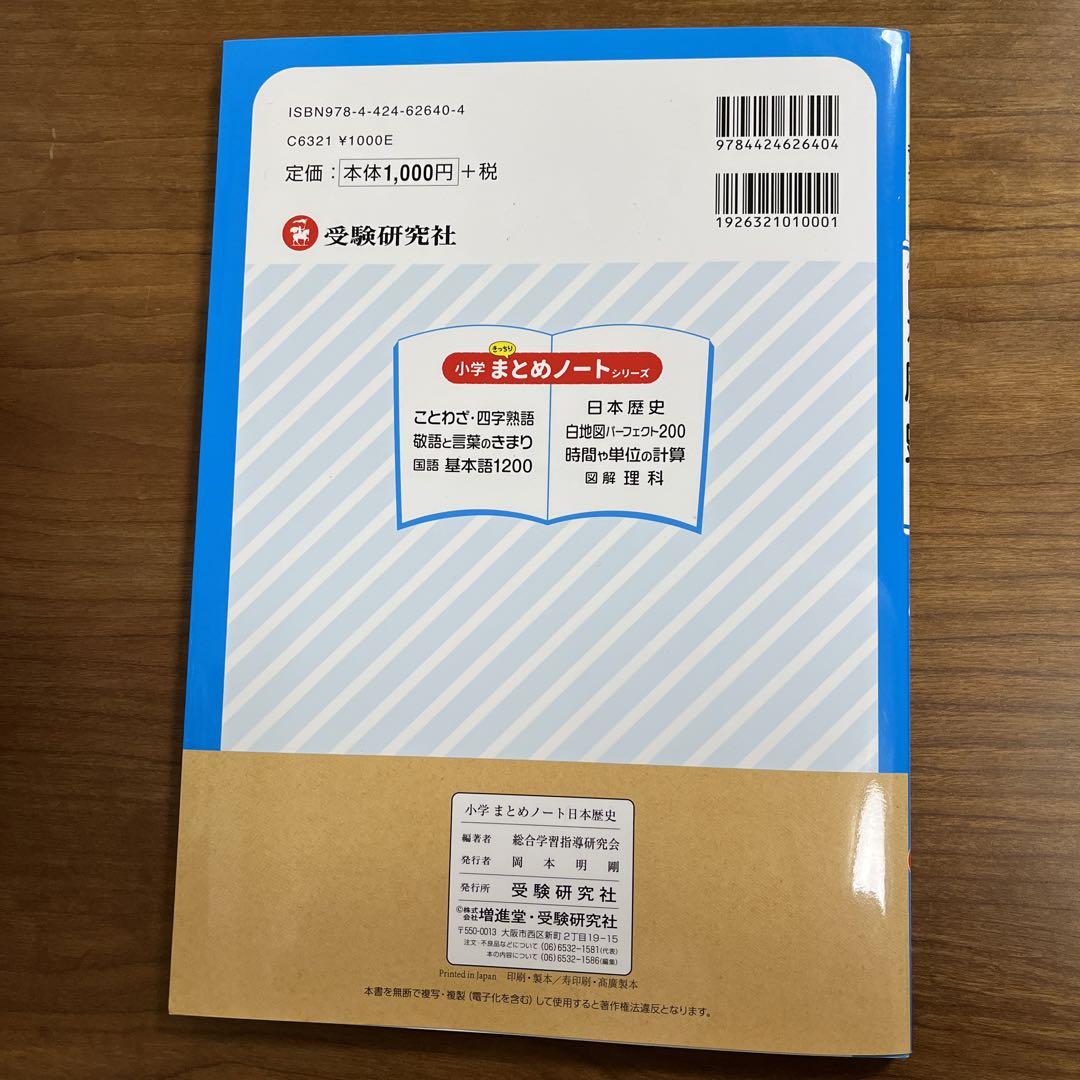 ISBN978-4-424-62640-4
C6321 ¥1000E
定価：本体1,000円＋税
9784424626404
1926321010001
受験研究社
きっちり
小学 まとめノートシリーズ
ことわざ・四字熟語
敬語と言葉のきまり
国語 基本語1200
日本歴史
白地図パーフェクト200
時間や単位の計算
図解 理科
小学 まとめノート日本歴史
編著者 総合学習指導研究会
発行者 岡本明剛
発行所 受験研究社
©株式会社増進堂・受験研究社
〒550-0013 大阪市西区新町2丁目19-15
注文・不良品などについて (06)6532-1581(代表)
本の内容について (06)6532-1586(編集)
Printed in Japan 印刷・製本／寿印刷・髙廣製本
本書を無断で複写・複製(電子化を含む)して使用すると著作権法違反となります。